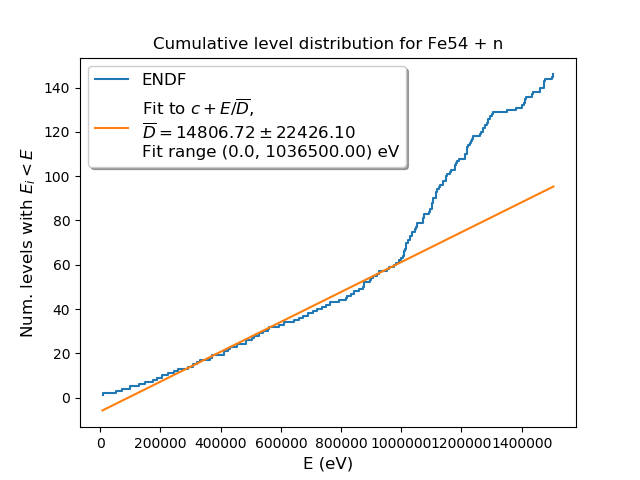 Cumulative level distribution for Fe54 + n
ENDF
Fit to c + E/D̅,
D̅ = 14806.72 ± 22426.10
Fit range (0.0, 1036500.00) eV
Num. levels with Eᵢ < E
140
120
100
80
60
40
20
0
0 200000 400000 600000 800000 1000000 1200000 1400000
E (eV)